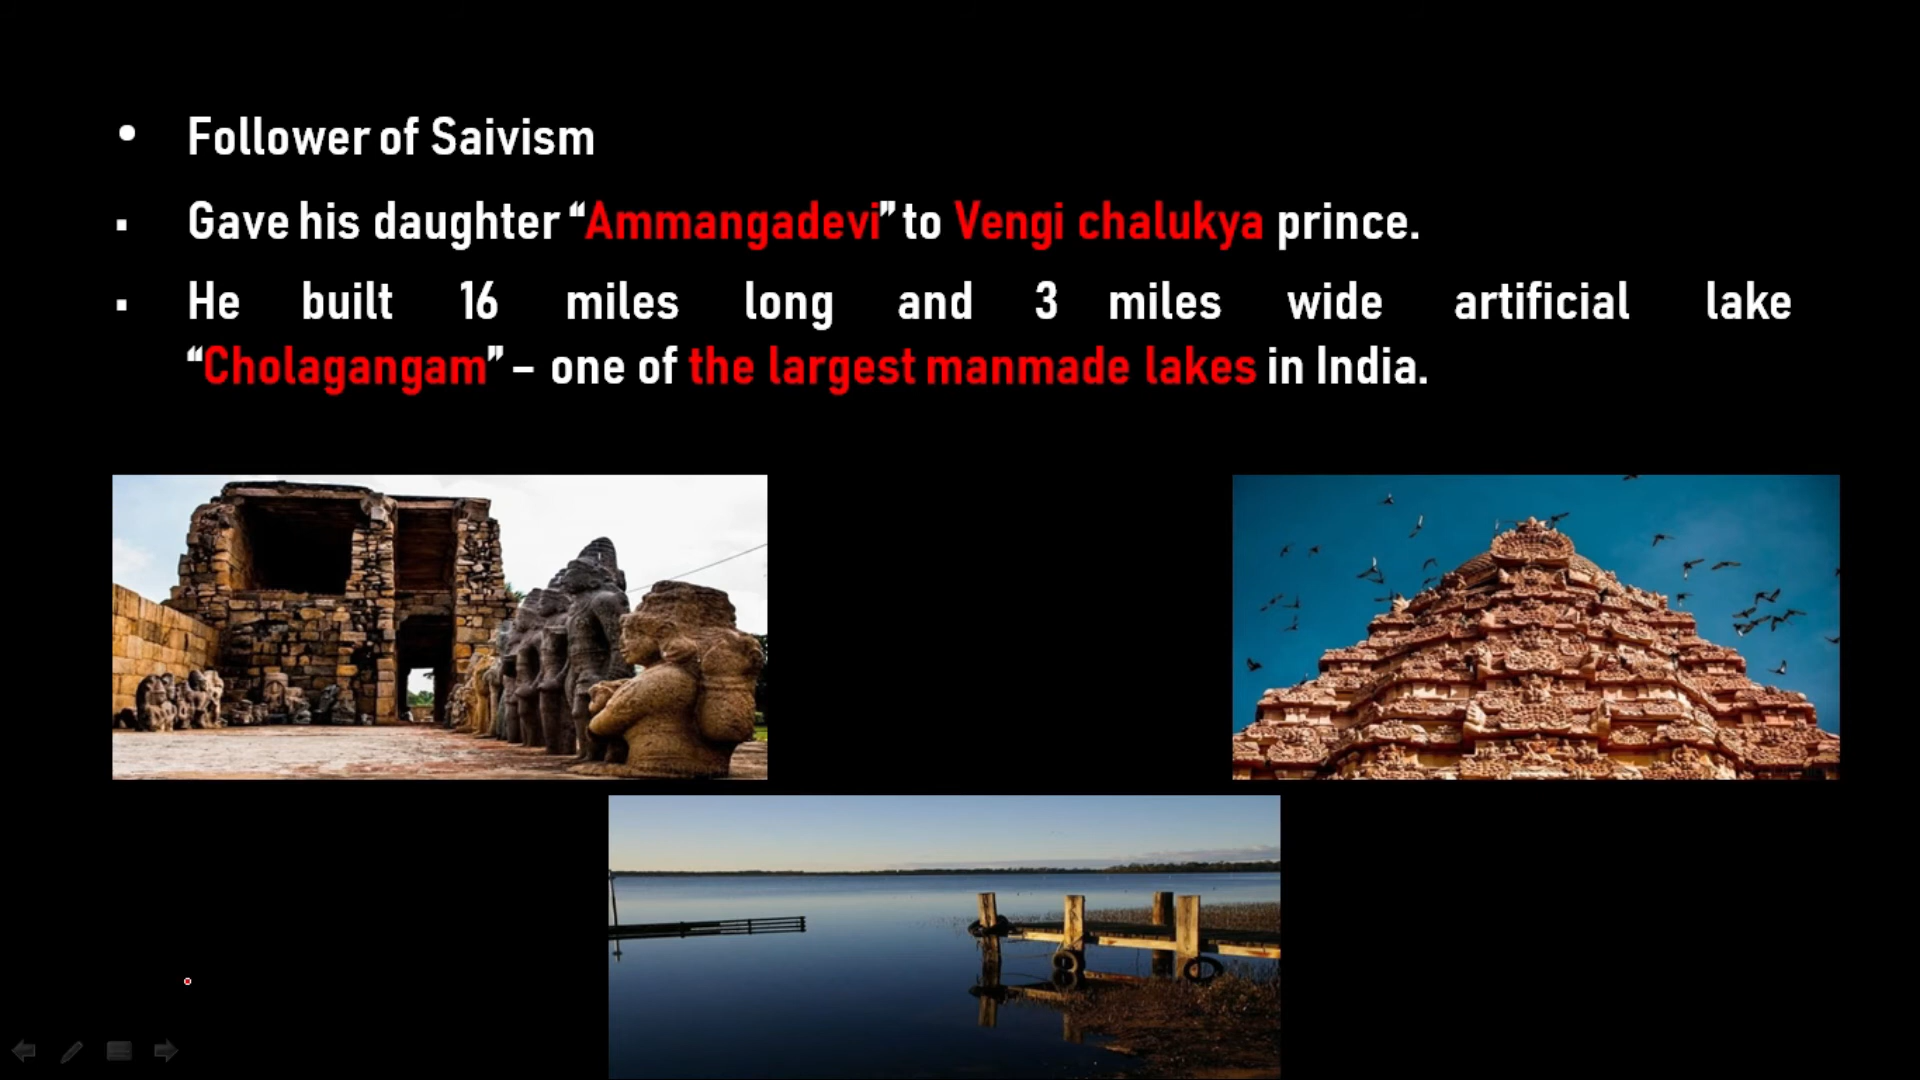 • Follower of Saivism
▪ Gave his daughter “Ammangadevi” to Vengi chalukya prince.
▪ He built 16 miles long and 3 miles wide artificial lake
“Cholagangam” – one of the largest manmade lakes in India.